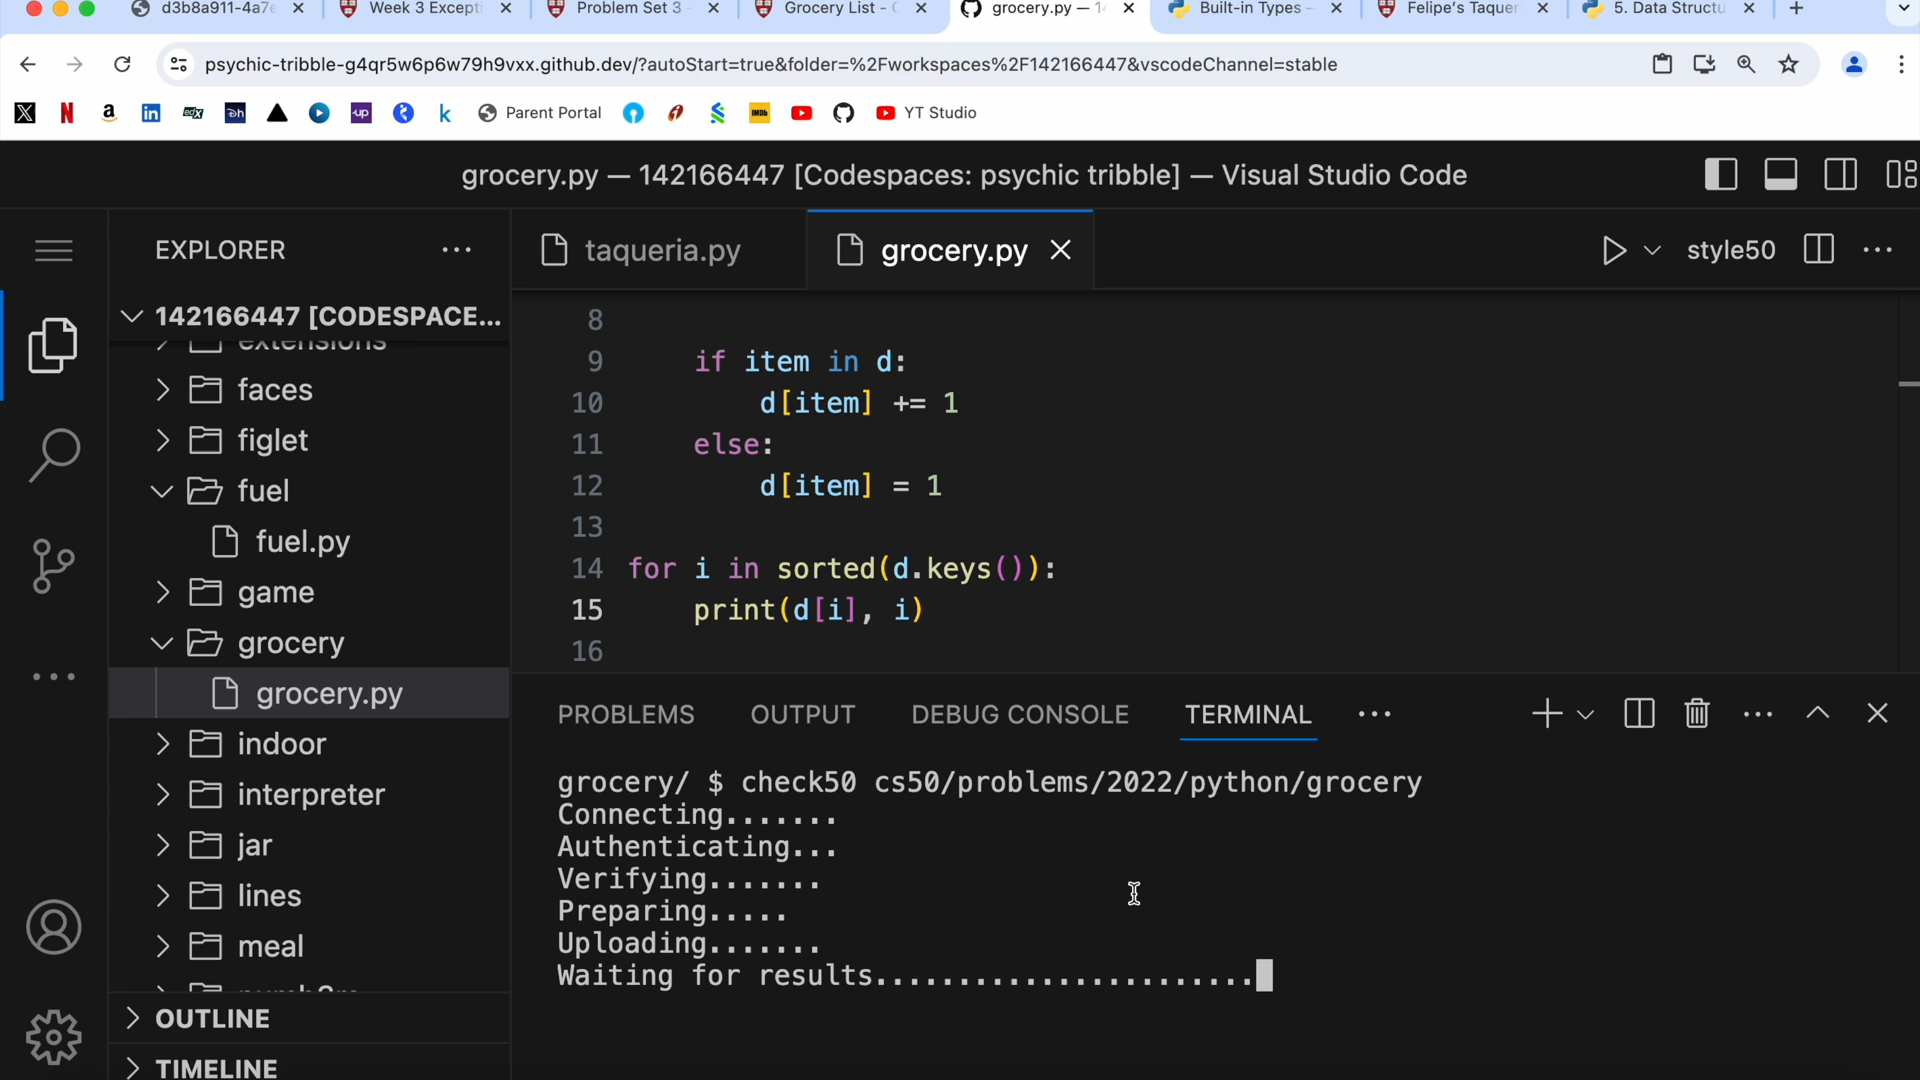 d3b8a911-4a7e
Week 3 Except
Problem Set 3 -
Grocery List - C
grocery.py — 1
Built-in Types -
Felipe's Taquer
5. Data Structu
psychic-tribble-g4qr5w6p6w79h9vxx.github.dev/?autoStart=true&folder=%2Fworkspaces%2F142166447&vscodeChannel=stable
Parent Portal
YT Studio
grocery.py — 142166447 [Codespaces: psychic tribble] — Visual Studio Code
EXPLORER
taqueria.py
grocery.py
style50
142166447 [CODESPACE...
extensions
faces
figlet
fuel
fuel.py
game
grocery
grocery.py
indoor
interpreter
jar
lines
meal
OUTLINE
TIMELINE
8
9 if item in d:
10 d[item] += 1
11 else:
12 d[item] = 1
13
14 for i in sorted(d.keys()):
15 print(d[i], i)
16
PROBLEMS OUTPUT DEBUG CONSOLE TERMINAL
grocery/ $ check50 cs50/problems/2022/python/grocery
Connecting.......
Authenticating...
Verifying.......
Preparing.....
Uploading.......
Waiting for results.......................